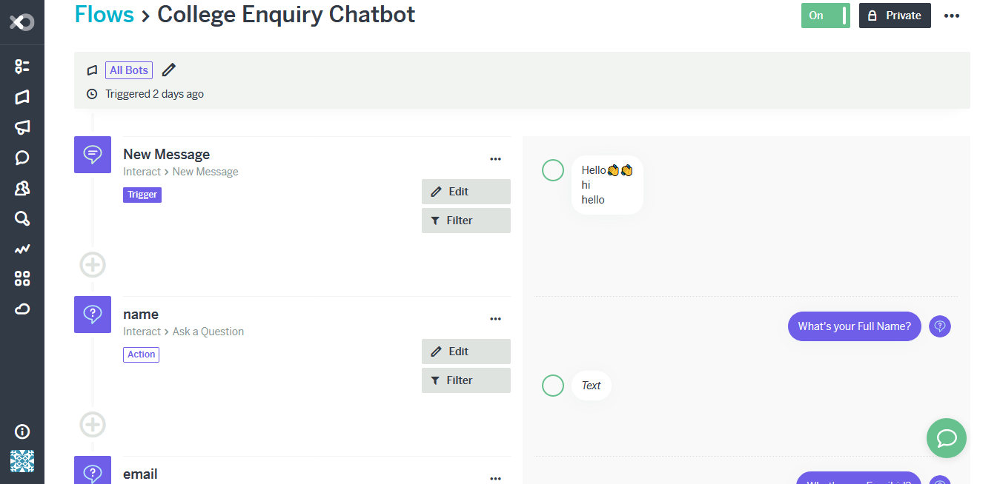 Flows > College Enquiry Chatbot
On
Private
All Bots
Triggered 2 days ago
New Message
Interact > New Message
Trigger
Edit
Filter
Hello👏👏
hi
hello
name
Interact > Ask a Question
Action
Edit
Filter
What's your Full Name?
Text
email